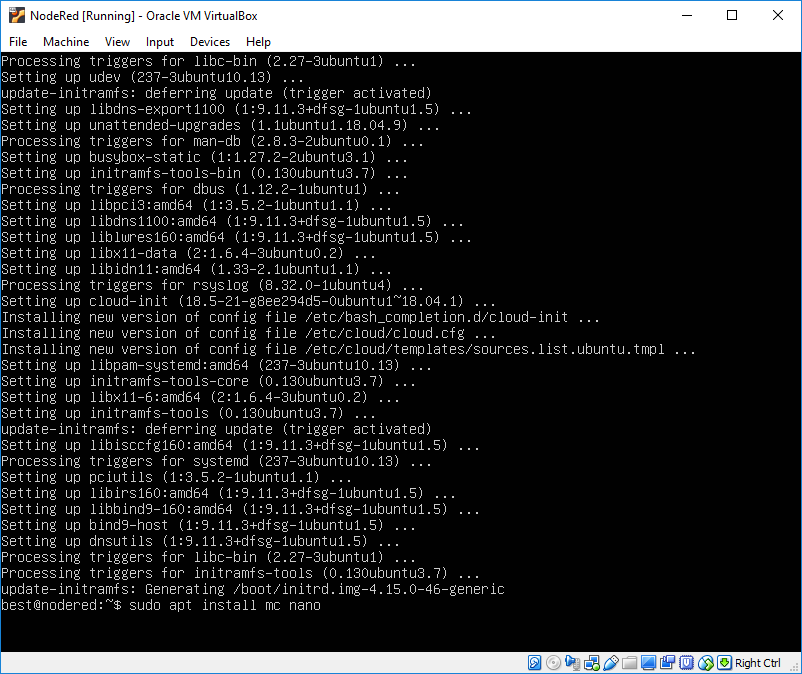 NodeRed [Running] - Oracle VM VirtualBox
File Machine View Input Devices Help
Processing triggers for libc-bin (2.27-3ubuntu1) ...
Setting up udev (237-3ubuntu10.13) ...
update-initramfs: deferring update (trigger activated)
Setting up libdns-export1100 (1:9.11.3+dfsg-1ubuntu1.5) ...
Setting up unattended-upgrades (1.1ubuntu1.18.04.9) ...
Processing triggers for man-db (2.8.3-2ubuntu0.1) ...
Setting up busybox-static (1:1.27.2-2ubuntu3.1) ...
Setting up initramfs-tools-bin (0.130ubuntu3.7) ...
Processing triggers for dbus (1.12.2-1ubuntu1) ...
Setting up libpci3:amd64 (1:3.5.2-1ubuntu1.1) ...
Setting up libdns1100:amd64 (1:9.11.3+dfsg-1ubuntu1.5) ...
Setting up liblwres160:amd64 (1:9.11.3+dfsg-1ubuntu1.5) ...
Setting up libx11-data (2:1.6.4-3ubuntu0.2) ...
Setting up libidn11:amd64 (1.33-2.1ubuntu1.1) ...
Processing triggers for rsyslog (8.32.0-1ubuntu4) ...
Setting up cloud-init (18.5-21-g8ee294d5-0ubuntu1~18.04.1) ...
Installing new version of config file /etc/bash_completion.d/cloud-init ...
Installing new version of config file /etc/cloud/cloud.cfg ...
Installing new version of config file /etc/cloud/templates/sources.list.ubuntu.tmpl ...
Setting up libpam-systemd:amd64 (237-3ubuntu10.13) ...
Setting up initramfs-tools-core (0.130ubuntu3.7) ...
Setting up libx11-6:amd64 (2:1.6.4-3ubuntu0.2) ...
Setting up initramfs-tools (0.130ubuntu3.7) ...
update-initramfs: deferring update (trigger activated)
Setting up libisccfg160:amd64 (1:9.11.3+dfsg-1ubuntu1.5) ...
Processing triggers for systemd (237-3ubuntu10.13) ...
Setting up pciutils (1:3.5.2-1ubuntu1.1) ...
Setting up libirs160:amd64 (1:9.11.3+dfsg-1ubuntu1.5) ...
Setting up libbind9-160:amd64 (1:9.11.3+dfsg-1ubuntu1.5) ...
Setting up bind9-host (1:9.11.3+dfsg-1ubuntu1.5) ...
Setting up dnsutils (1:9.11.3+dfsg-1ubuntu1.5) ...
Processing triggers for libc-bin (2.27-3ubuntu1) ...
Processing triggers for initramfs-tools (0.130ubuntu3.7) ...
update-initramfs: Generating /boot/initrd.img-4.15.0-46-generic
best@nodered:~$ sudo apt install mc nano
Right Ctrl